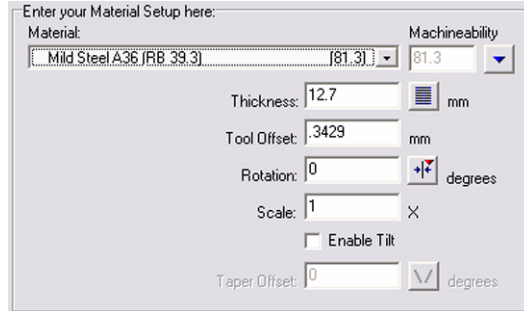 Enter your Material Setup here:
Material: Machineability
Mild Steel A36 (RB 39.3) (81.3) 81.3
Thickness: 12.7 mm
Tool Offset: .3429 mm
Rotation: 0 degrees
Scale: 1 X
Enable Tilt
Taper Offset: 0 degrees